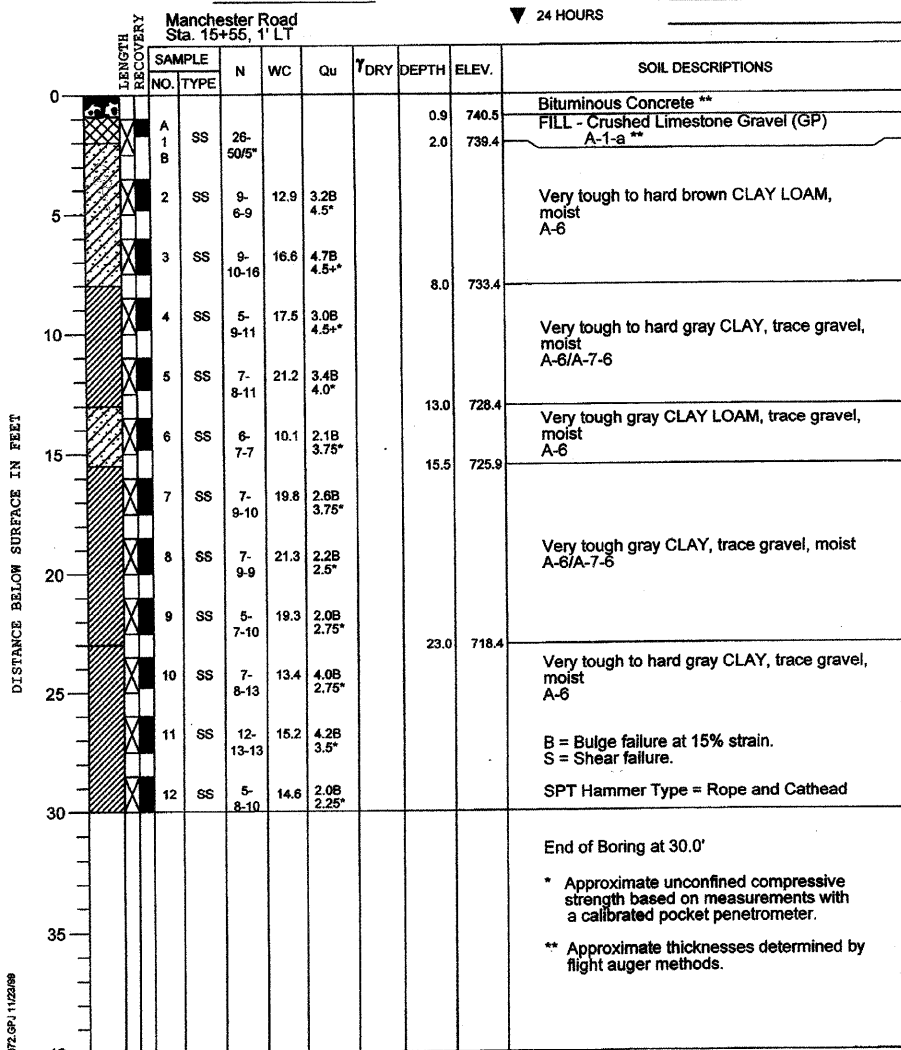 Manchester Road
Sta. 15+55, 1' LT
▼ 24 HOURS
LENGTH
RECOVERY
SAMPLE
NO. TYPE
N
WC
Qu
γDRY
DEPTH
ELEV.
SOIL DESCRIPTIONS
DISTANCE BELOW SURFACE IN FEET
0
Bituminous Concrete **
0.9 740.5
FILL - Crushed Limestone Gravel (GP)
A-1-a **
2.0 739.4
A
1 SS 26-
B 50/5"
2 SS 9- 12.9 3.2B
6-9 4.5*
5
Very tough to hard brown CLAY LOAM,
moist
A-6
3 SS 9- 16.6 4.7B
10-16 4.5+*
8.0 733.4
4 SS 5- 17.5 3.0B
9-11 4.5+*
10
Very tough to hard gray CLAY, trace gravel,
moist
A-6/A-7-6
5 SS 7- 21.2 3.4B
8-11 4.0*
13.0 728.4
6 SS 6- 10.1 2.1B
7-7 3.75*
Very tough gray CLAY LOAM, trace gravel,
moist
A-6
15
15.5 725.9
7 SS 7- 19.8 2.6B
9-10 3.75*
8 SS 7- 21.3 2.2B
9-9 2.5*
Very tough gray CLAY, trace gravel, moist
A-6/A-7-6
20
9 SS 5- 19.3 2.0B
7-10 2.75*
23.0 718.4
10 SS 7- 13.4 4.0B
8-13 2.75*
Very tough to hard gray CLAY, trace gravel,
moist
A-6
25
11 SS 12- 15.2 4.2B
13-13 3.5*
B = Bulge failure at 15% strain.
S = Shear failure.
12 SS 5- 14.6 2.0B
8-10 2.25*
SPT Hammer Type = Rope and Cathead
30
End of Boring at 30.0'
* Approximate unconfined compressive
strength based on measurements with
a calibrated pocket penetrometer.
35
** Approximate thicknesses determined by
flight auger methods.
72.GPJ 11/23/99